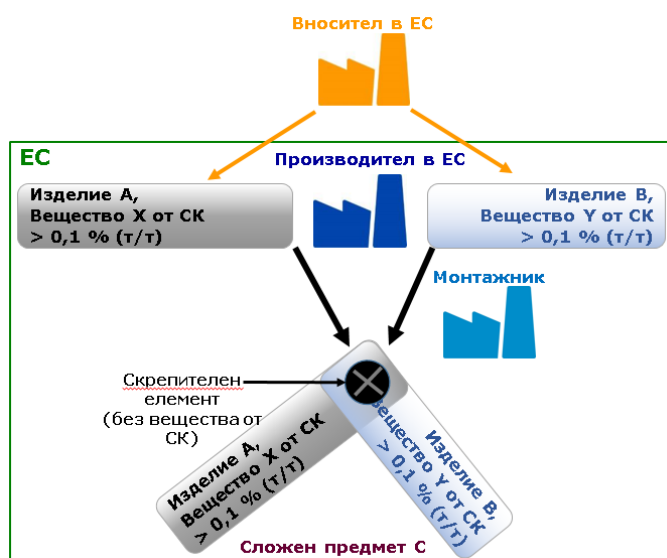 Вносител в ЕС
ЕС
Производител в ЕС
Изделие А,
Вещество X от СК
> 0,1 % (т/т)
Изделие B,
Вещество Y от СК
> 0,1 % (т/т)
Монтажник
Скрепителен
елемент
(без вещества от
СК)
Изделие А,
Вещество X от СК
> 0,1 % (т/т)
Изделие B,
Вещество Y от СК
> 0,1 % (т/т)
Сложен предмет С